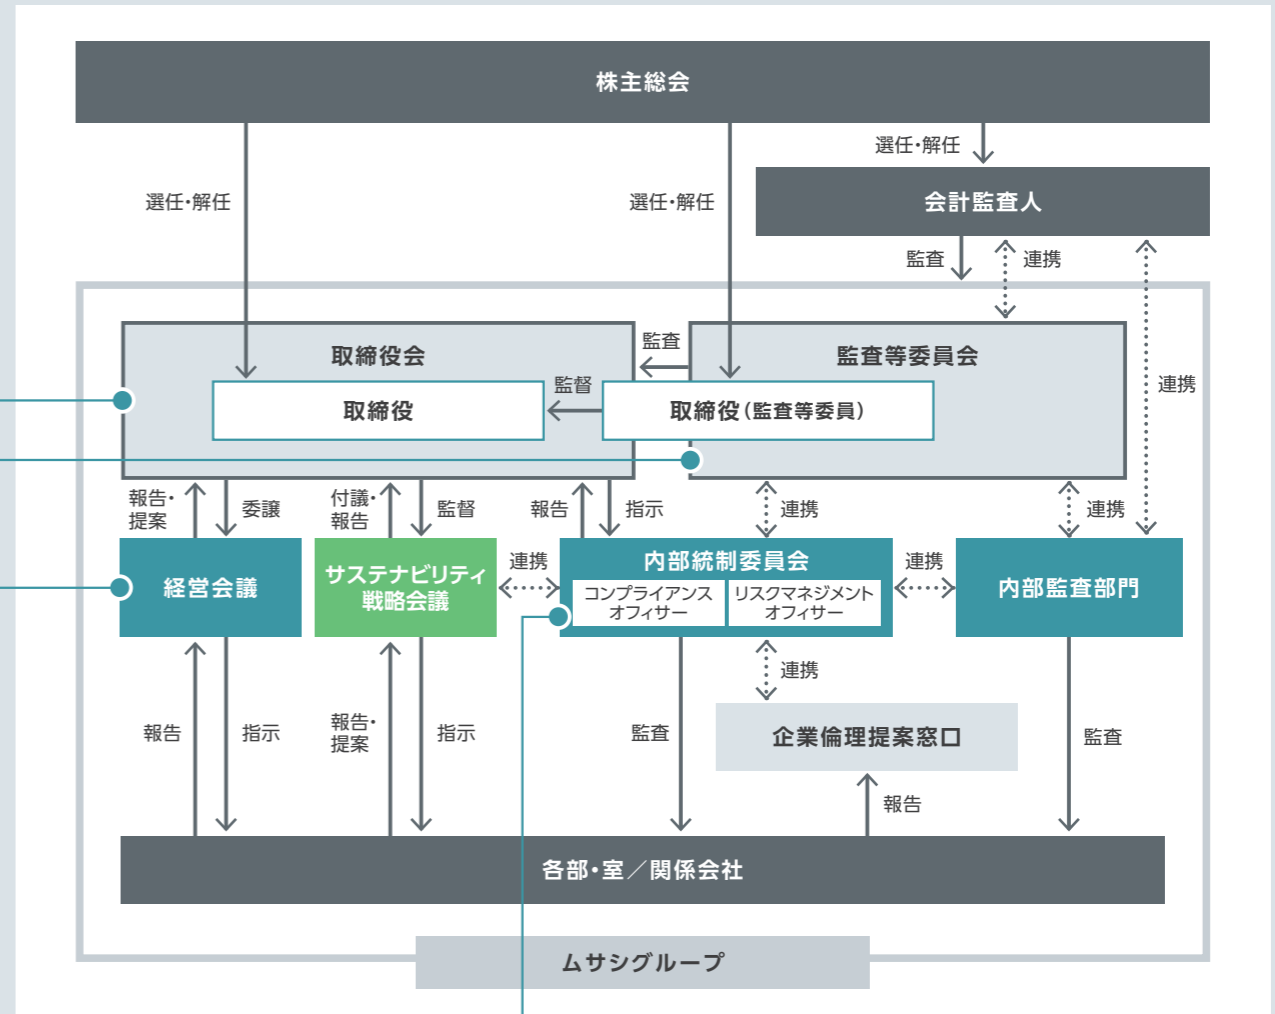 株主総会
選任・解任
選任・解任
選任・解任
会計監査人
監査
連携
連携
取締役会
監査
監査等委員会
取締役
監督
取締役(監査等委員)
報告・
提案
委譲
付議・
報告
監督
報告
指示
連携
連携
経営会議
サステナビリティ
戦略会議
連携
内部統制委員会
コンプライアンス
オフィサー
リスクマネジメント
オフィサー
連携
内部監査部門
報告
指示
報告・
提案
指示
監査
連携
企業倫理提案窓口
報告
監査
各部・室／関係会社
ムサシグループ